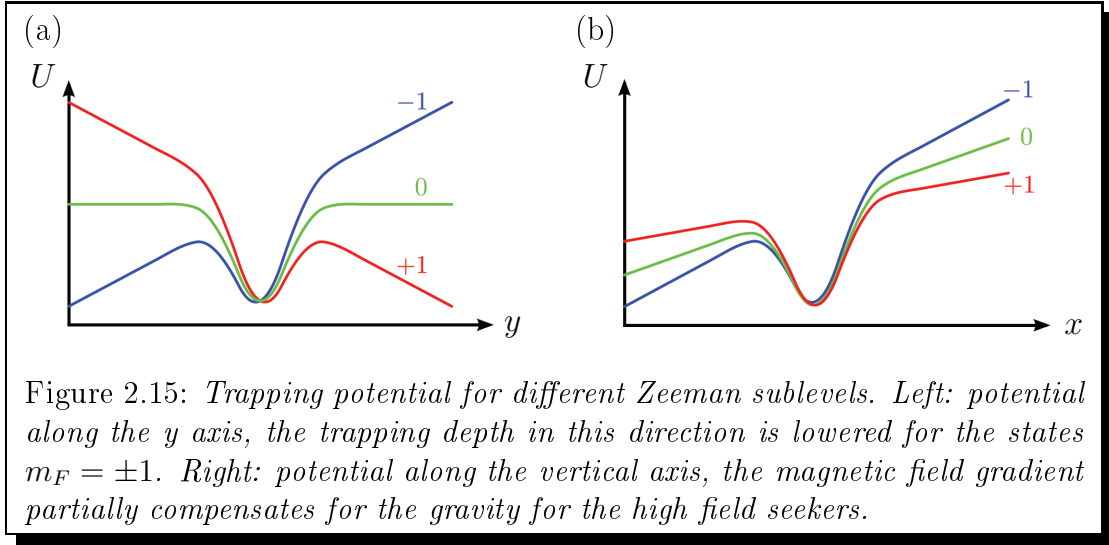 (a)
(b)
U
−1
0
+1
y
U
−1
0
+1
x
Figure 2.15: Trapping potential for different Zeeman sublevels. Left: potential
along the y axis, the trapping depth in this direction is lowered for the states
m_F = ±1. Right: potential along the vertical axis, the magnetic field gradient
partially compensates for the gravity for the high field seekers.